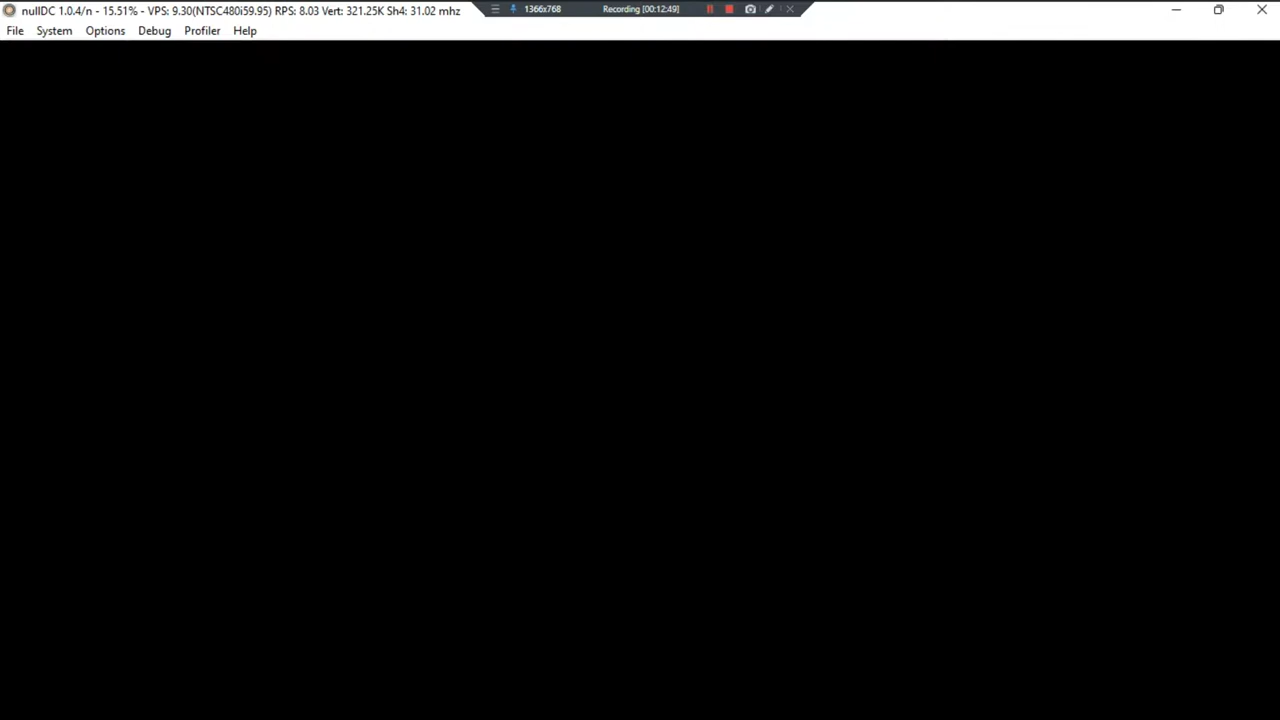 nullDC 1.0.4/n - 15.51% - VPS: 9.30(NTSC480i59.95) RPS: 8.03 Vert: 321.25K Sh4: 31.02 mhz
1366x768
Recording [00:12:49]
File System Options Debug Profiler Help